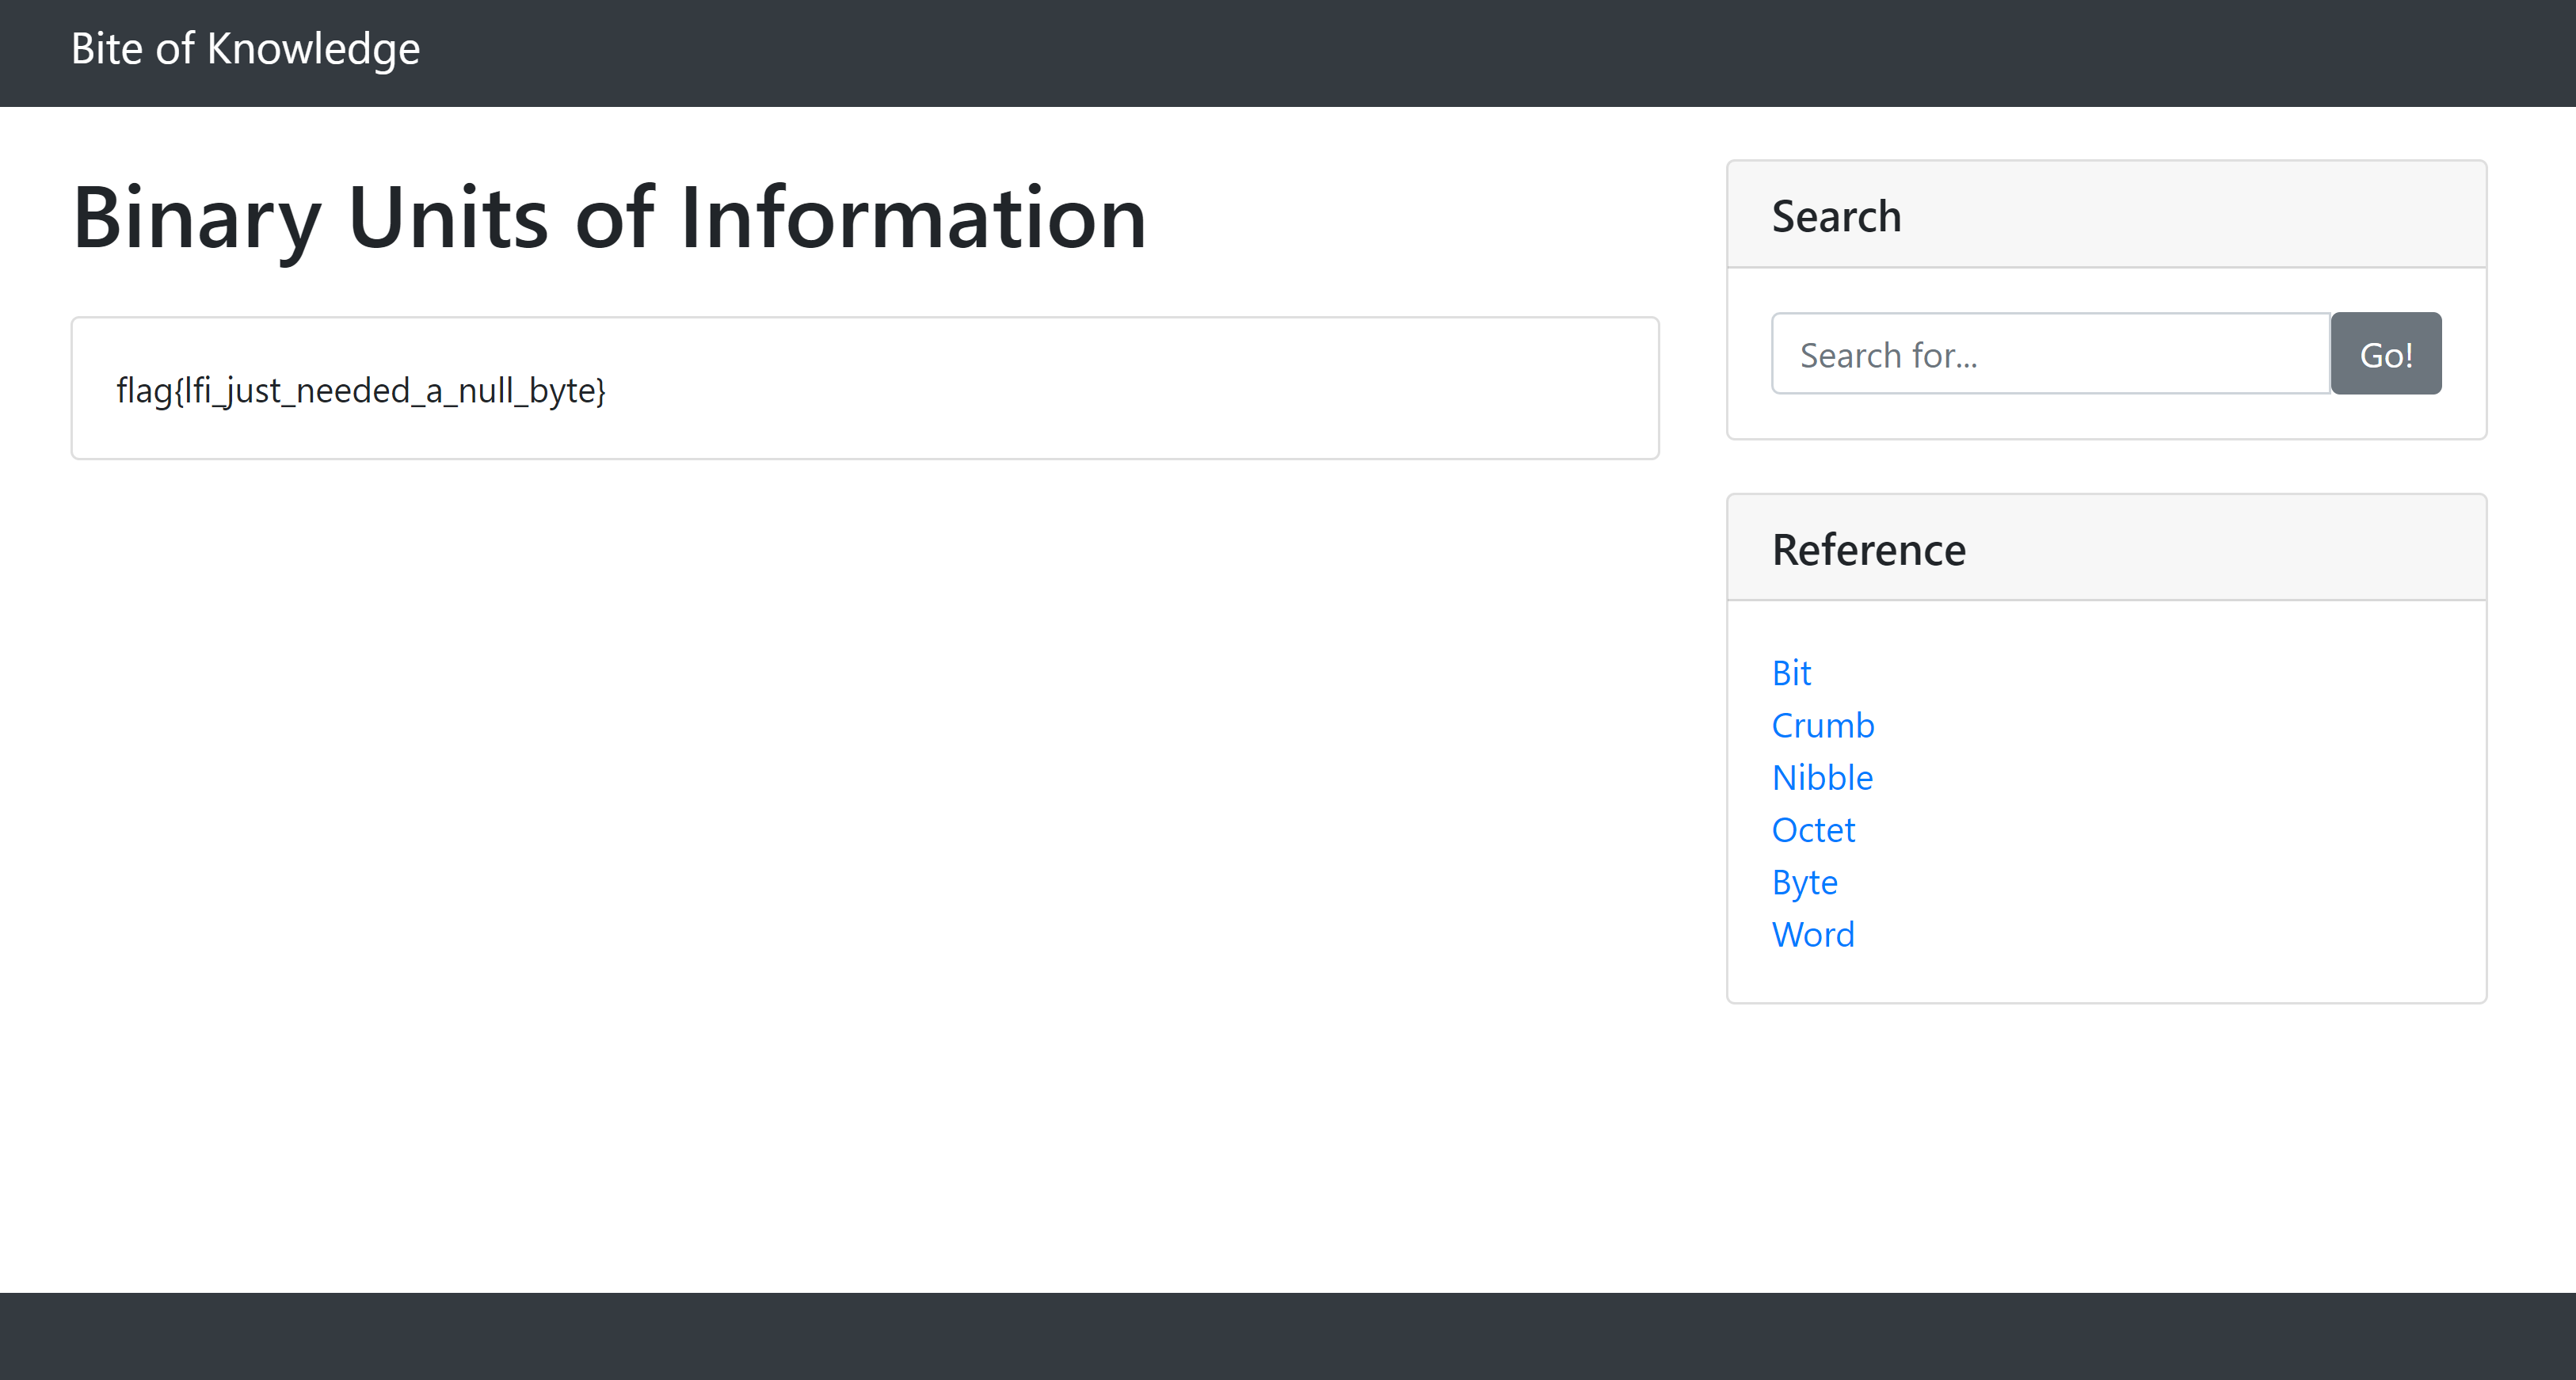 Bite of Knowledge
Binary Units of Information
flag{lfi_just_needed_a_null_byte}
Search
Search for...
Go!
Reference
Bit
Crumb
Nibble
Octet
Byte
Word